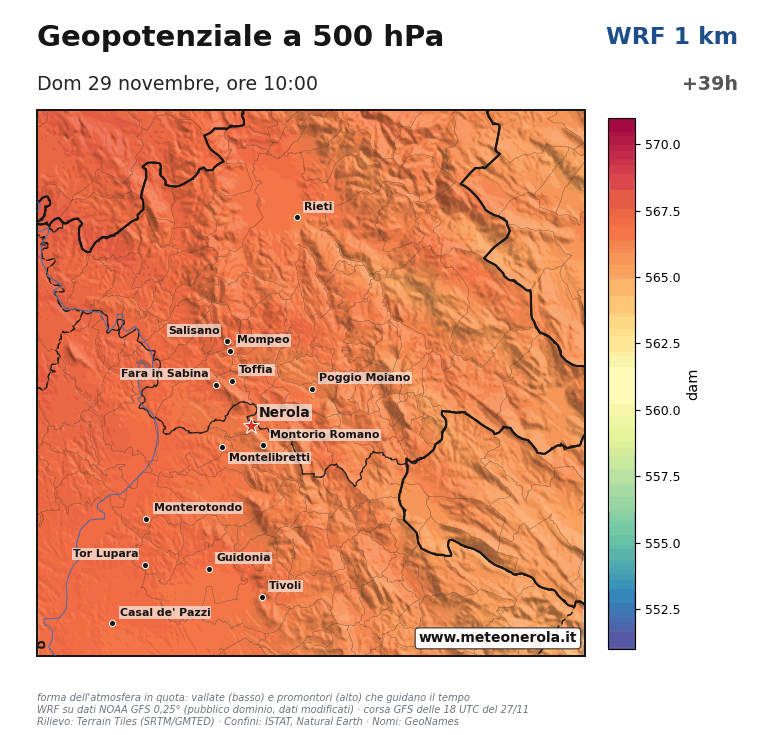 Geopotenziale a 500 hPa
WRF 1 km
Dom 29 novembre, ore 10:00
+39h
Rieti
Salisano
Mompeo
Fara in Sabina
Toffia
Poggio Moiano
Nerola
Montorio Romano
Montelibretti
Monterotondo
Tor Lupara
Guidonia
Tivoli
Casal de' Pazzi
www.meteonerola.it
570.0
567.5
565.0
562.5
560.0
557.5
555.0
552.5
dam
forma dell'atmosfera in quota: vallate (basso) e promontori (alto) che guidano il tempo
WRF su dati NOAA GFS 0,25° (pubblico dominio, dati modificati) · corsa GFS delle 18 UTC del 27/11
Rilievo: Terrain Tiles (SRTM/GMTED) · Confini: ISTAT, Natural Earth · Nomi: GeoNames